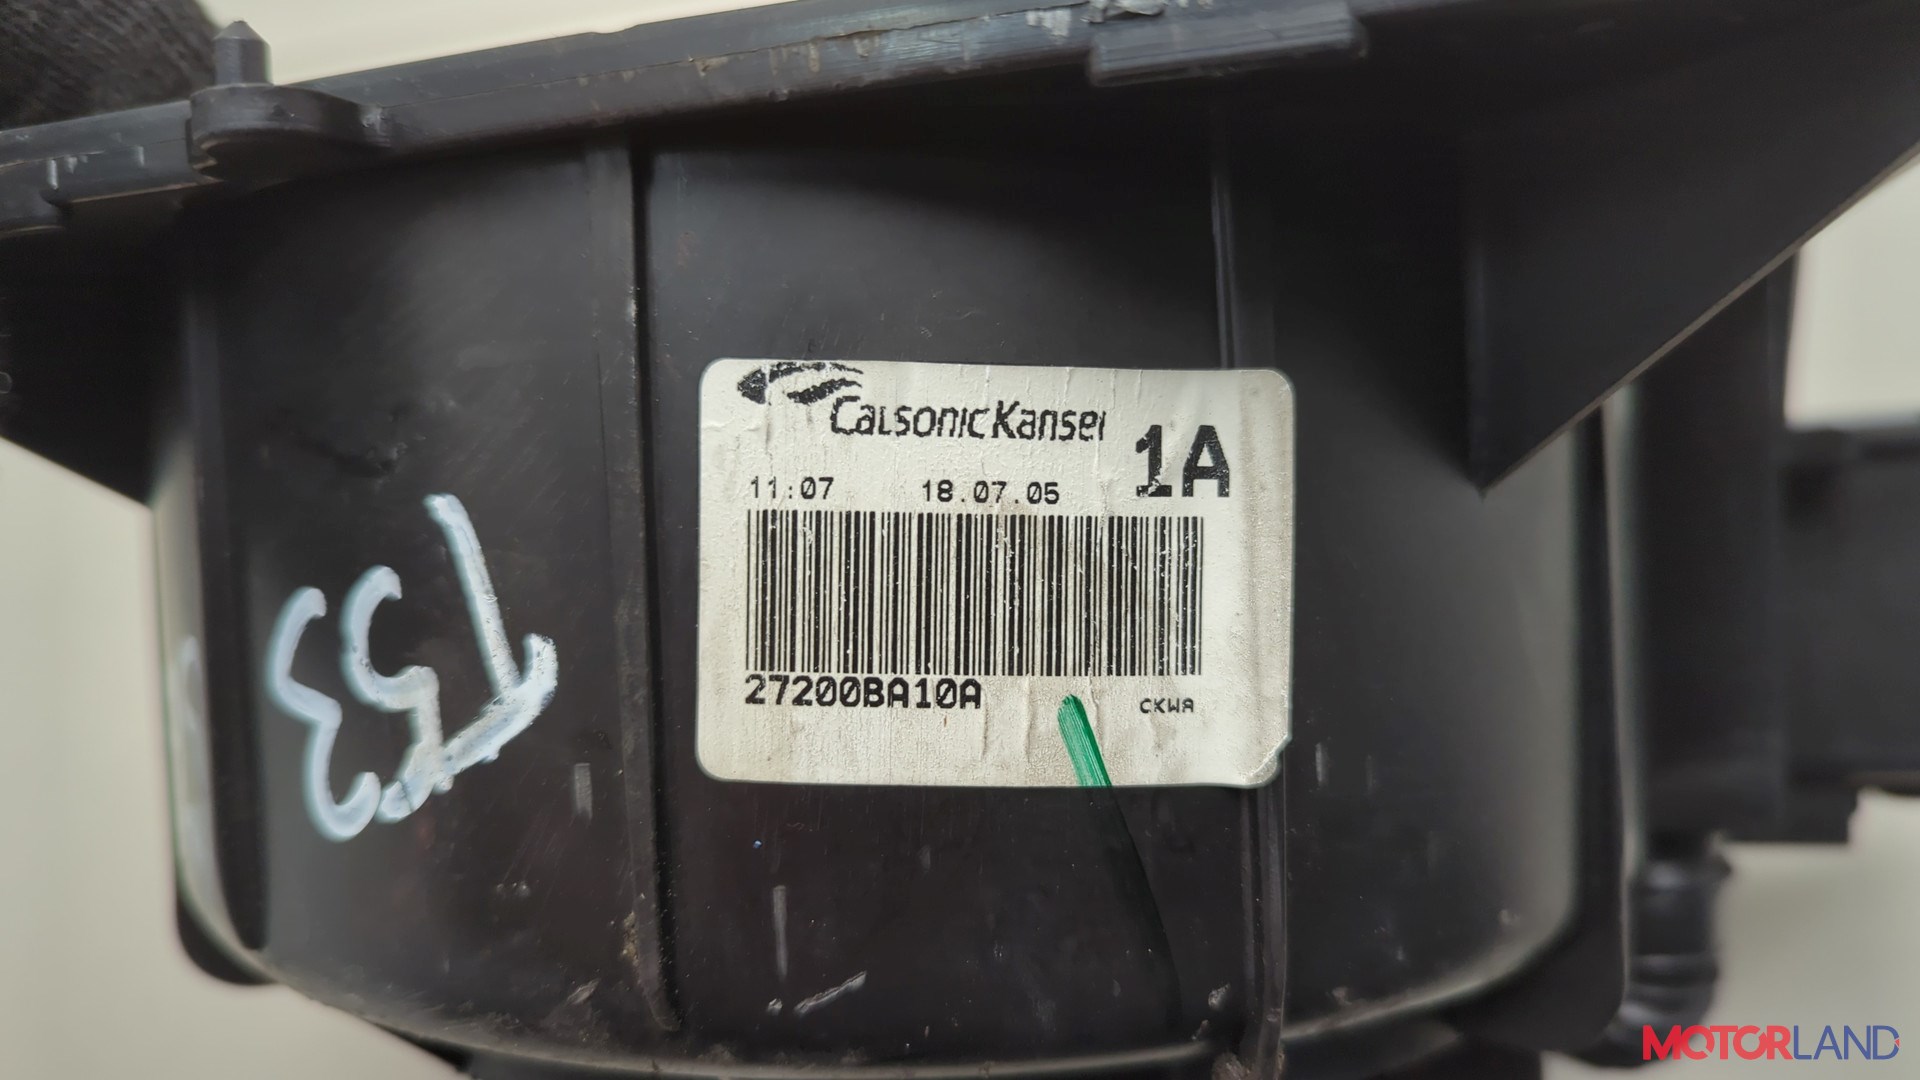 CalsonicKansei
1A
11:07 18.07.05
27200BA10A
CKWA
T53
MOTORLAND